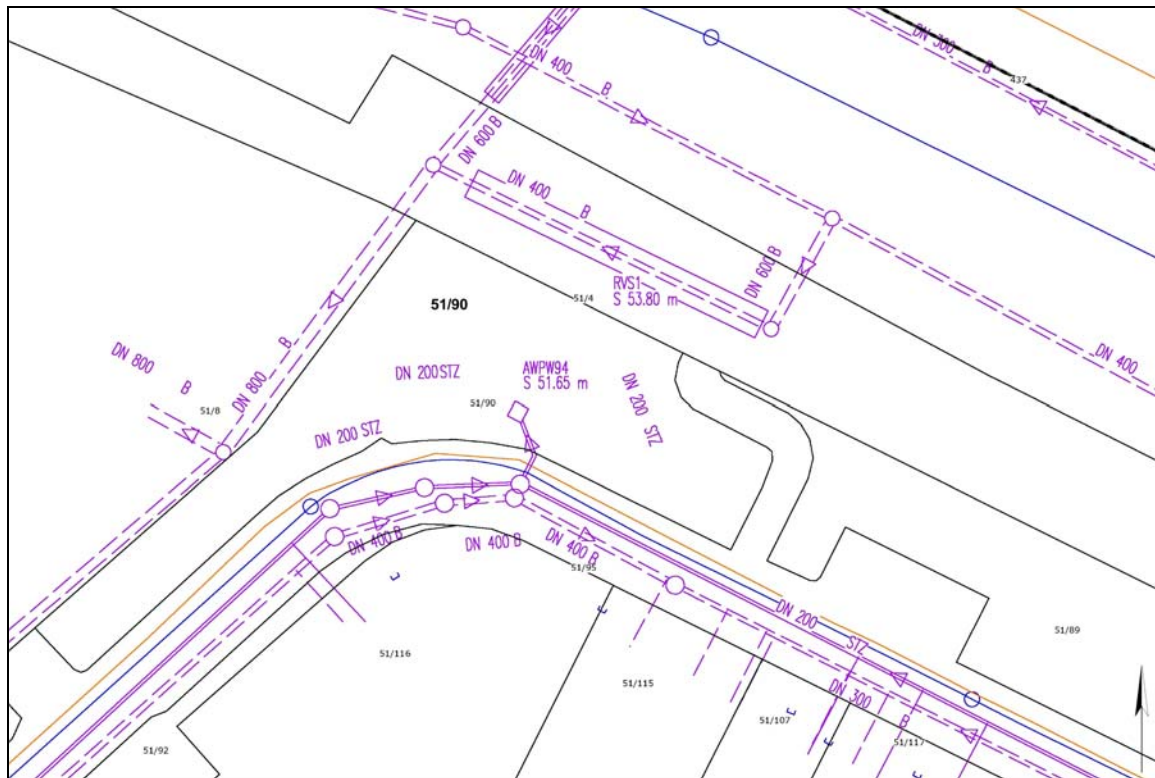 DN 300
B
437
DN 400
B
DN 600 B
DN 400
B
DN 600 B
RVS1
S 53.80 m
51/4
51/90
DN 400
DN 800
B
51/8
B
DN 800
DN 200 STZ
AWPW94
S 51.65 m
51/90
DN 200 STZ
DN 200 STZ
DN 400 B
DN 400 B
DN 400 B
51/95
DN 200 STZ
51/89
51/116
51/115
DN 300
B
51/107
51/117
51/92